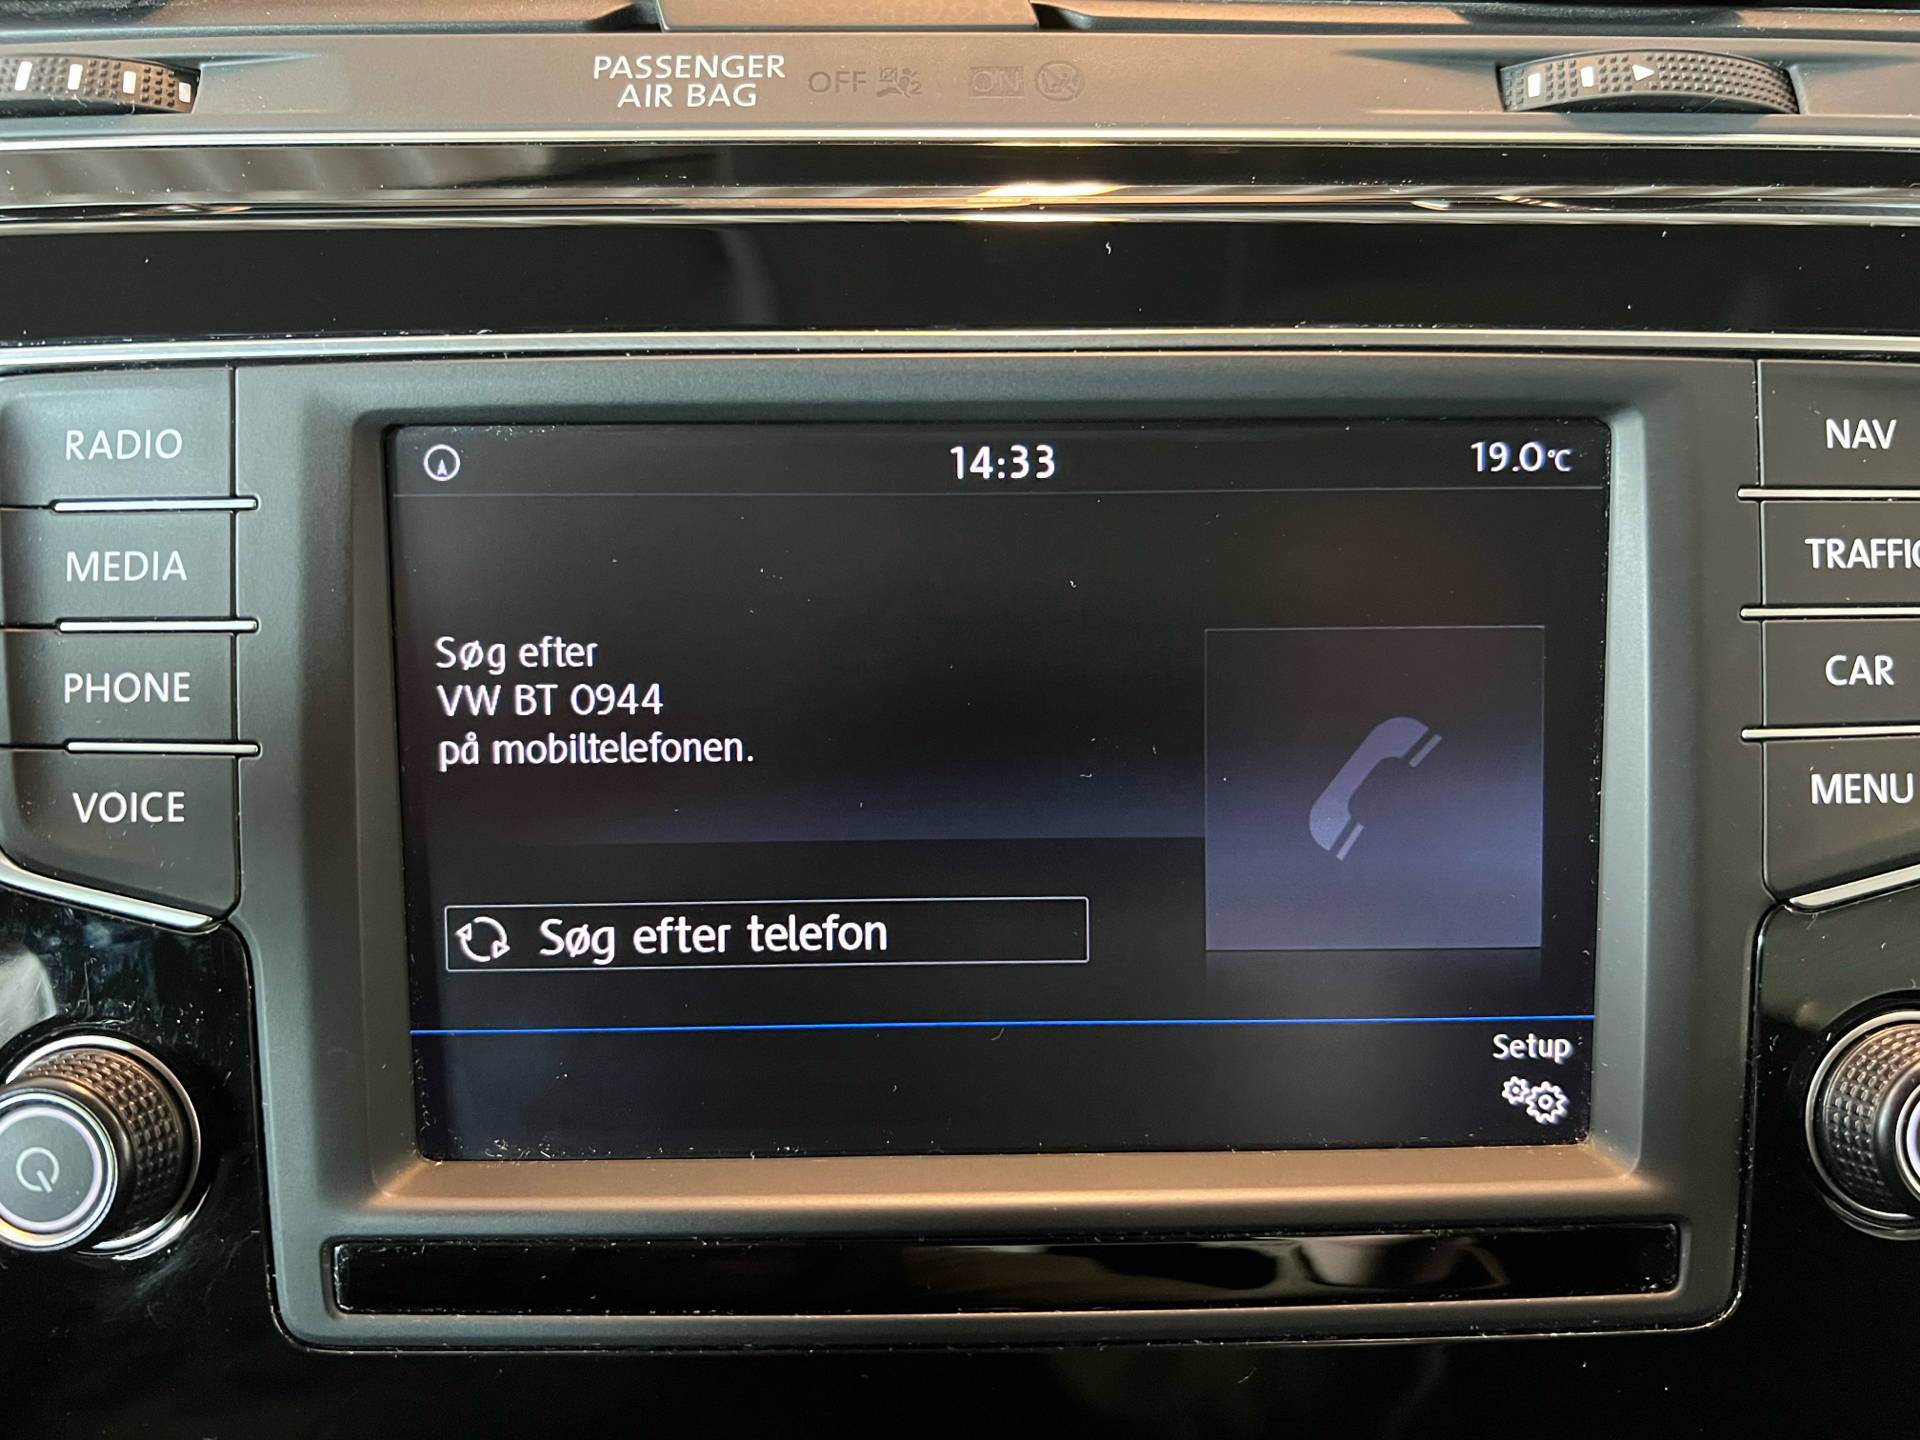 PASSENGER
AIR BAG
OFF
2
ON
14:33
19.0°C
RADIO
MEDIA
PHONE
VOICE
NAV
TRAFFIC
CAR
MENU
Søg efter
VW BT 0944
på mobiltelefonen.
Søg efter telefon
Setup